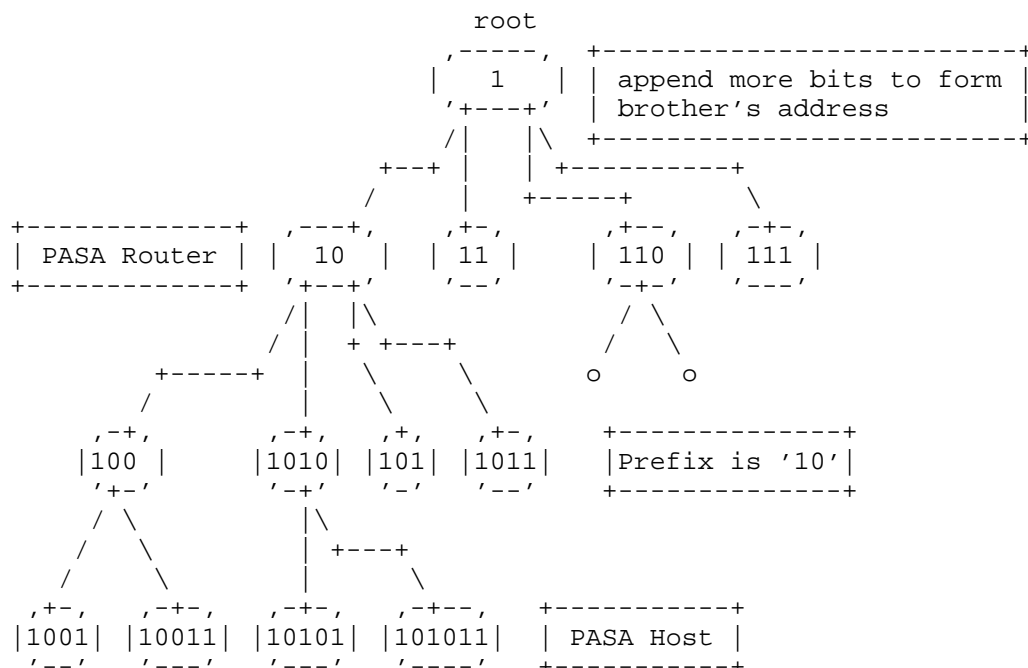 root
1
append more bits to form
brother's address
PASA Router
10
11
110
111
o o
100
1010
101
1011
Prefix is '10'
1001
10011
10101
101011
PASA Host